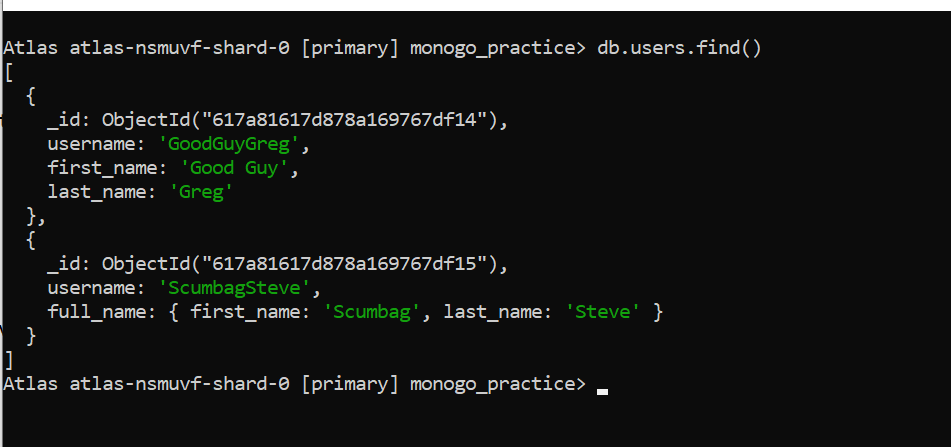 Atlas atlas-nsmuvf-shard-0 [primary] monogo_practice> db.users.find()
[
  {
    _id: ObjectId("617a81617d878a169767df14"),
    username: 'GoodGuyGreg',
    first_name: 'Good Guy',
    last_name: 'Greg'
  },
  {
    _id: ObjectId("617a81617d878a169767df15"),
    username: 'ScumbagSteve',
    full_name: { first_name: 'Scumbag', last_name: 'Steve' }
  }
]
Atlas atlas-nsmuvf-shard-0 [primary] monogo_practice>